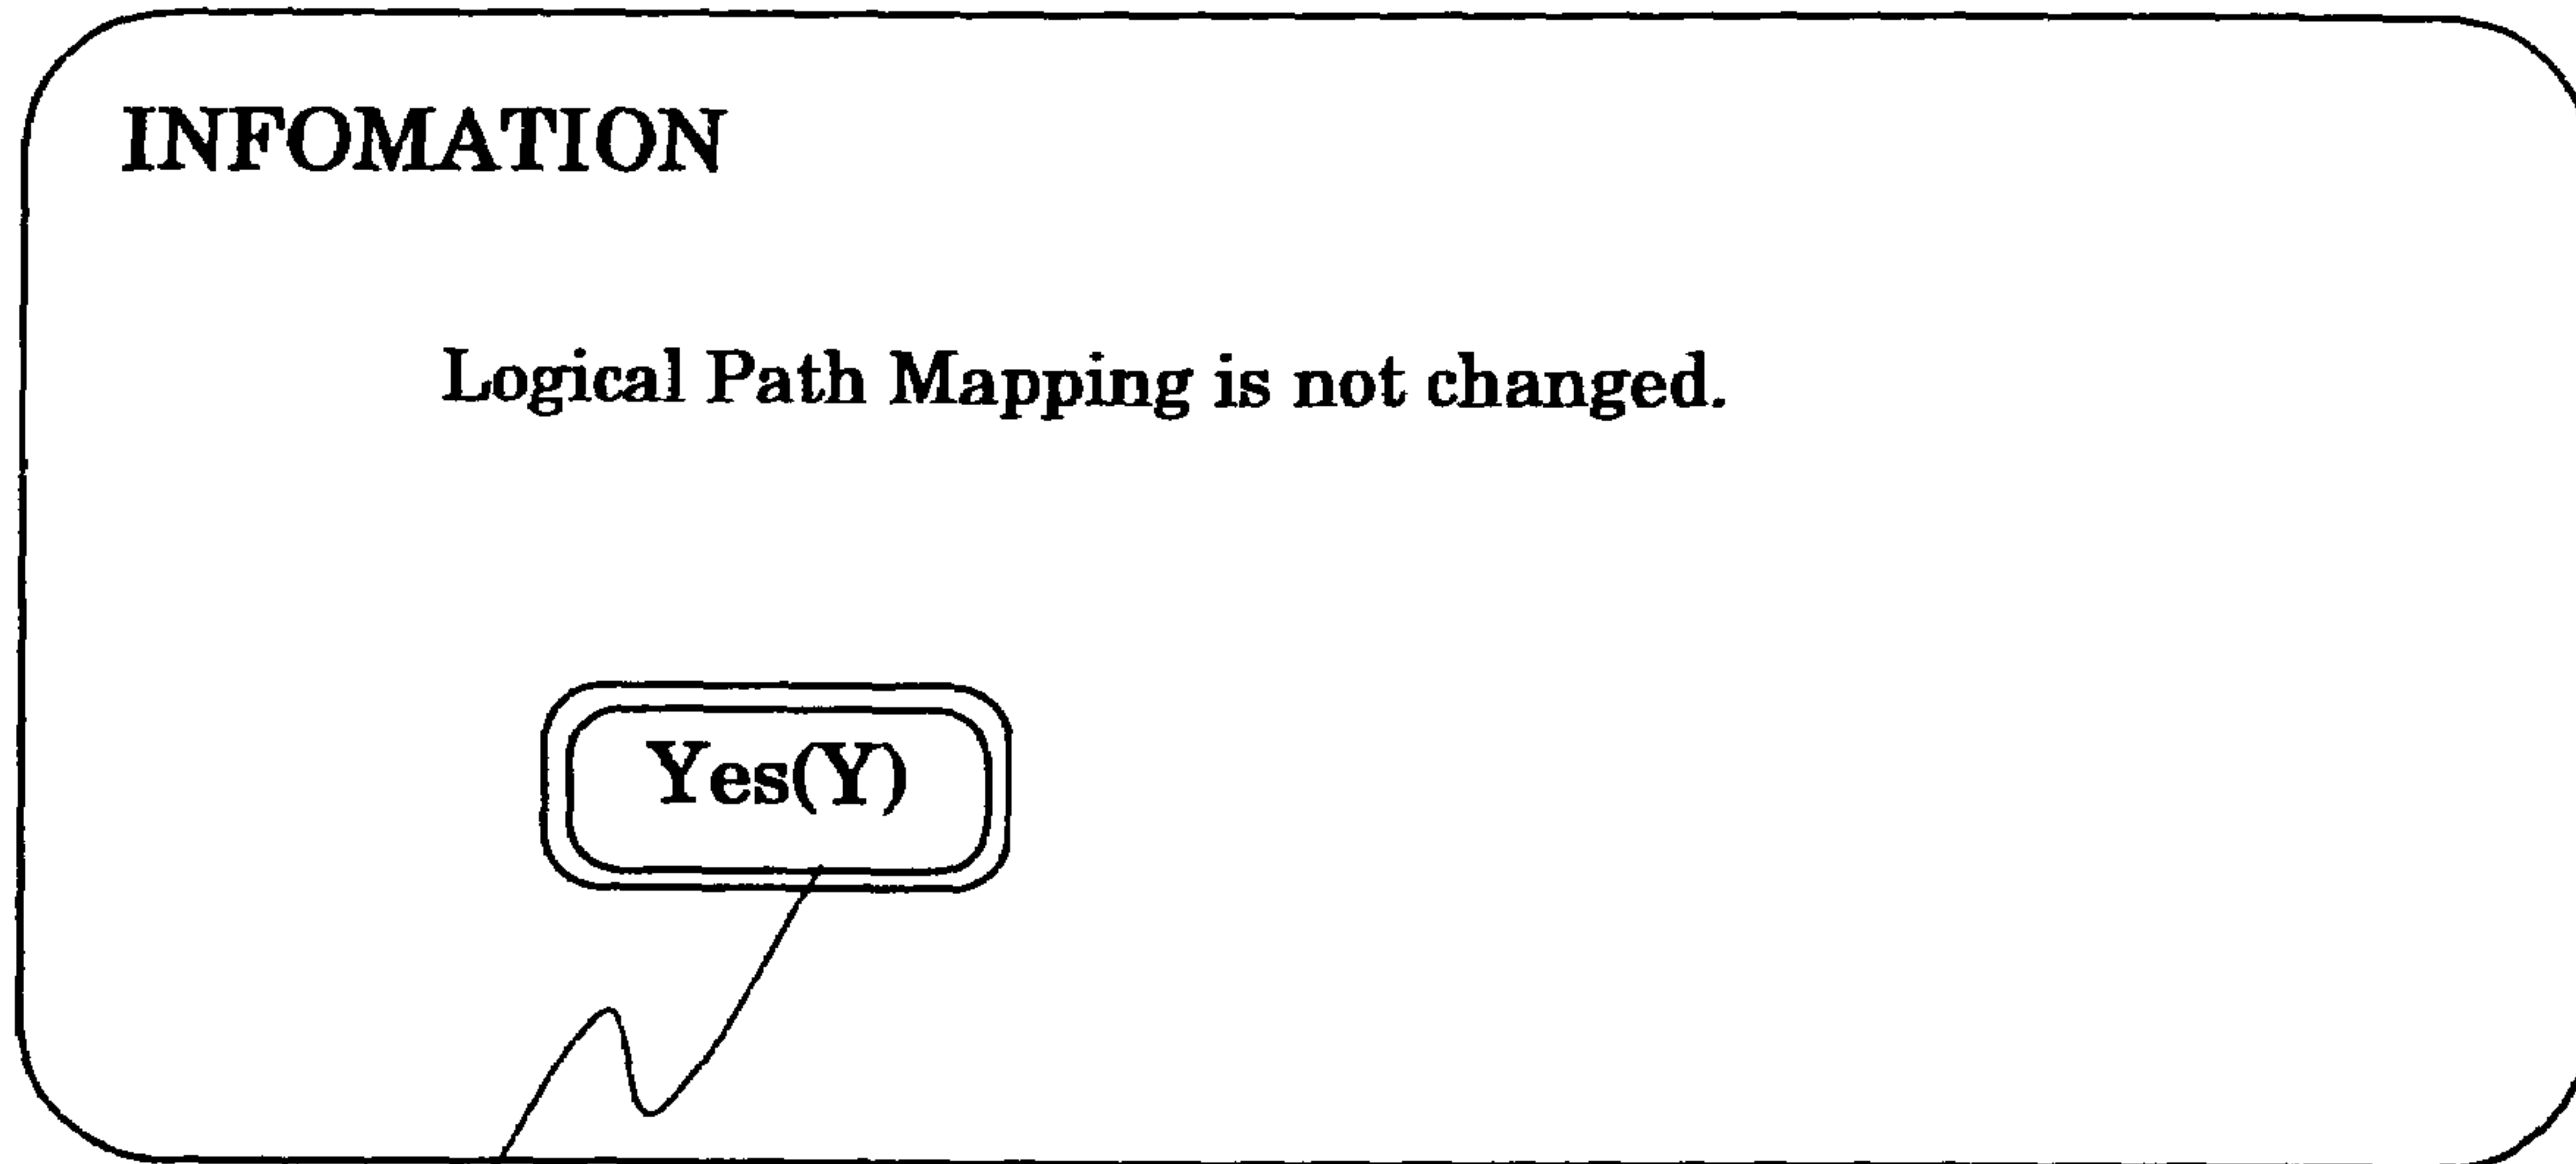 INFOMATION
Logical Path Mapping is not changed.
Yes(Y)